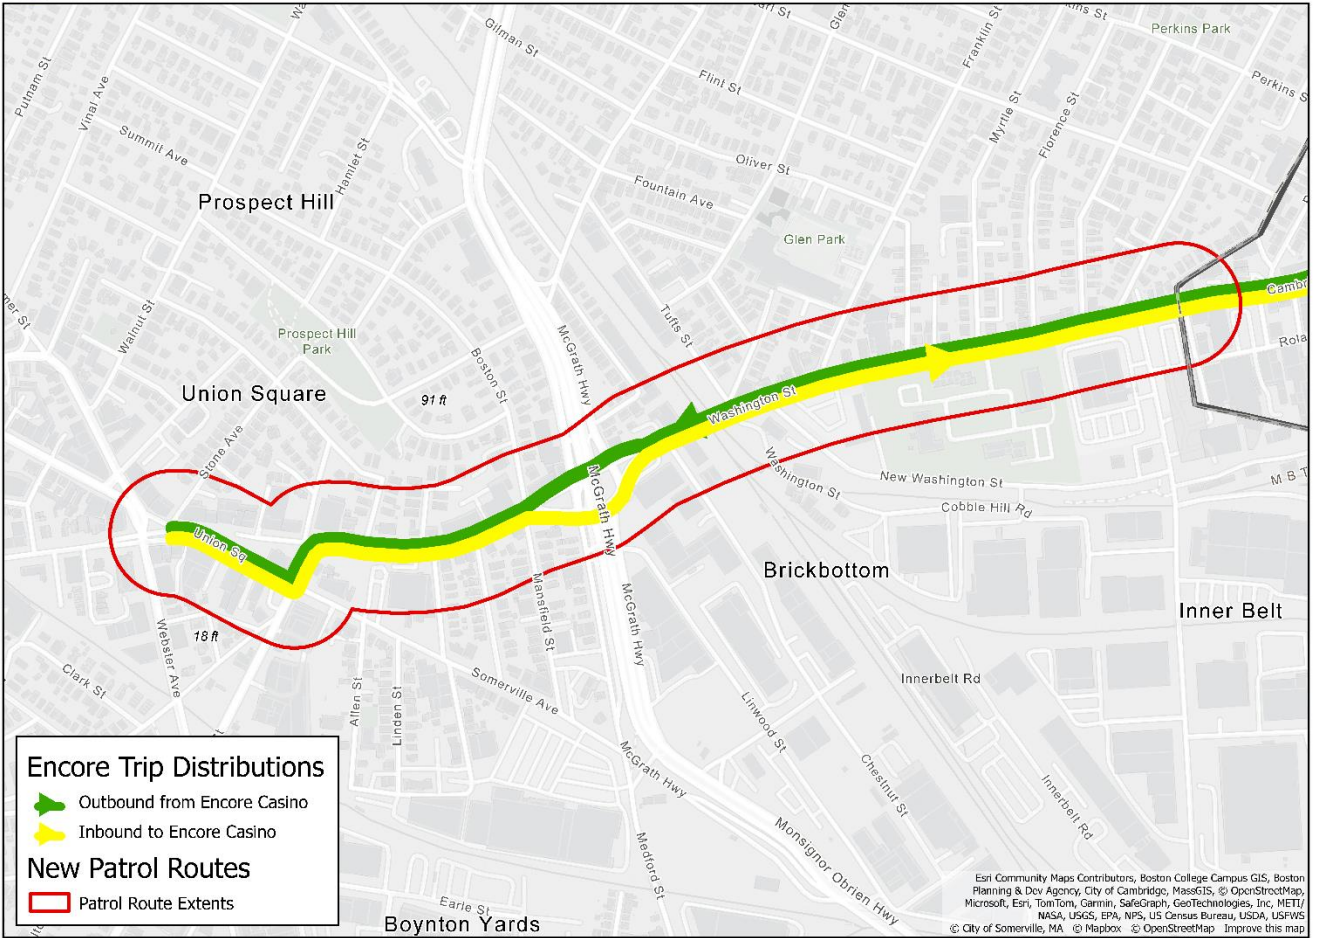 Gilman St
Perkins Park
Franklin St
Putnam St
Vinal Ave
Flint St
Perkins S
Myrtle St
Florence St
Summit Ave
Hamlet St
Oliver St
Fountain Ave
Prospect Hill
Glen Park
Walnut St
Tufts St
Prospect Hill
Park
McGrath Hwy
Boston St
Union Square
91 ft
Washington St
Stone Ave
McGrath Hwy
Washington St
New Washington St
Cobble Hill Rd
M B T
Union Sq
Brickbottom
Inner Belt
Mansfield St
McGrath Hwy
18 ft
Webster Ave
Clark St
Allen St
Linden St
Somerville Ave
Innerbelt Rd
Linwood St
Chestnut St
McGrath Hwy
Innerbelt Rd
Medford St
Monsignor Obrien Hwy
Earle St
Boynton Yards
Encore Trip Distributions
Outbound from Encore Casino
Inbound to Encore Casino
New Patrol Routes
Patrol Route Extents
Esri Community Maps Contributors, Boston College Campus GIS, Boston
Planning & Dev Agency, City of Cambridge, MassGIS, © OpenStreetMap,
Microsoft, Esri, TomTom, Garmin, SafeGraph, GeoTechnologies, Inc, METI/
NASA, USGS, EPA, NPS, US Census Bureau, USDA, USFWS
© City of Somerville, MA © Mapbox © OpenStreetMap Improve this map